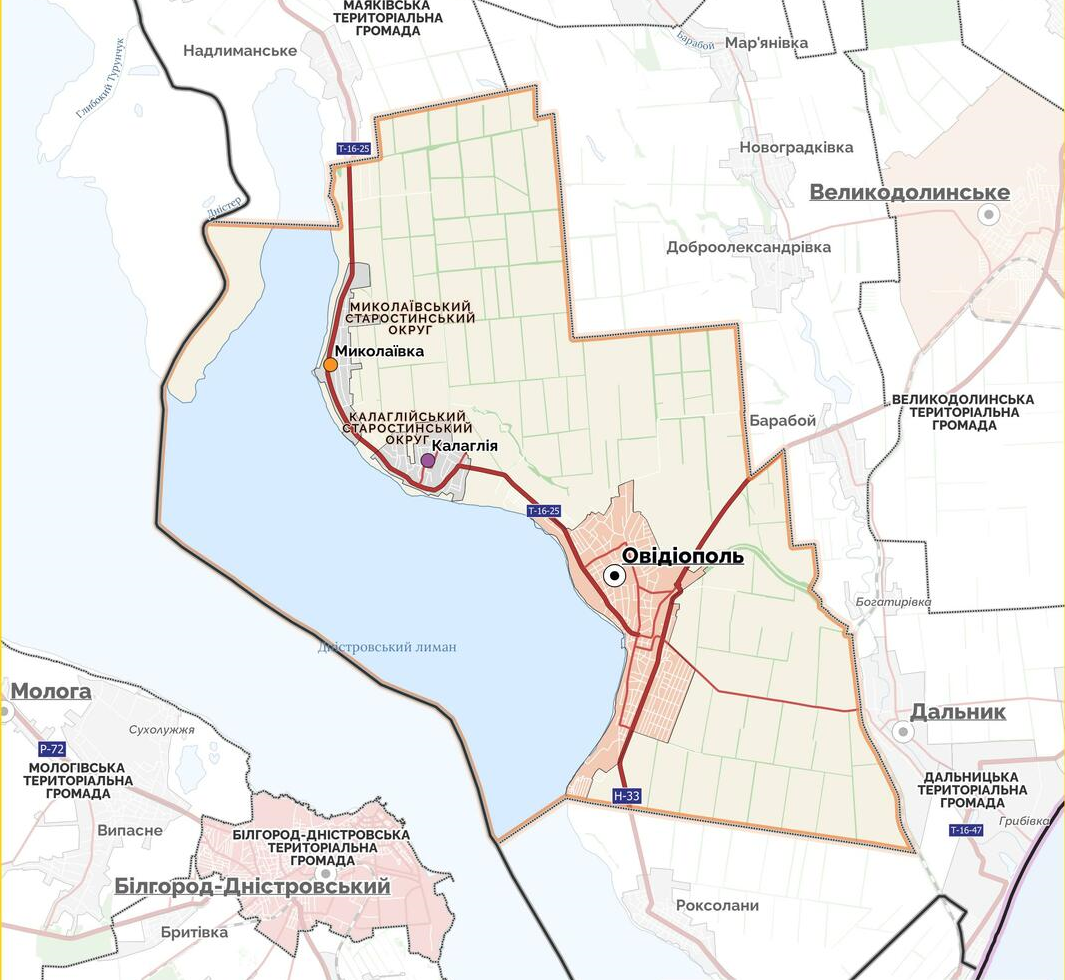 МАЯКІВСЬКА
ТЕРИТОРІАЛЬНА
ГРОМАДА
Надлиманське
Барабой
Мар'янівка
Глибокий Турунчук
Т-16-25
Новоградківка
Великодолинське
Дністер
Доброолександрівка
МИКОЛАЇВСЬКИЙ
СТАРОСТИНСЬКИЙ
ОКРУГ
Миколаївка
ВЕЛИКОДОЛИНСЬКА
ТЕРИТОРІАЛЬНА
ГРОМАДА
КАЛАГЛІЙСЬКИЙ
СТАРОСТИНСЬКИЙ
ОКРУГ
Калаглія
Барабой
Т-16-25
Овідіополь
Богатирівка
Дністровський лиман
Молога
Сухолужжя
Дальник
Р-72
МОЛОГІВСЬКА
ТЕРИТОРІАЛЬНА
ГРОМАДА
ДАЛЬНИЦЬКА
ТЕРИТОРІАЛЬНА
ГРОМАДА
Н-33
Грибівка
Т-16-47
Випасне
БІЛГОРОД-ДНІСТРОВСЬКА
ТЕРИТОРІАЛЬНА
ГРОМАДА
Білгород-Дністровський
Роксолани
Бритівка